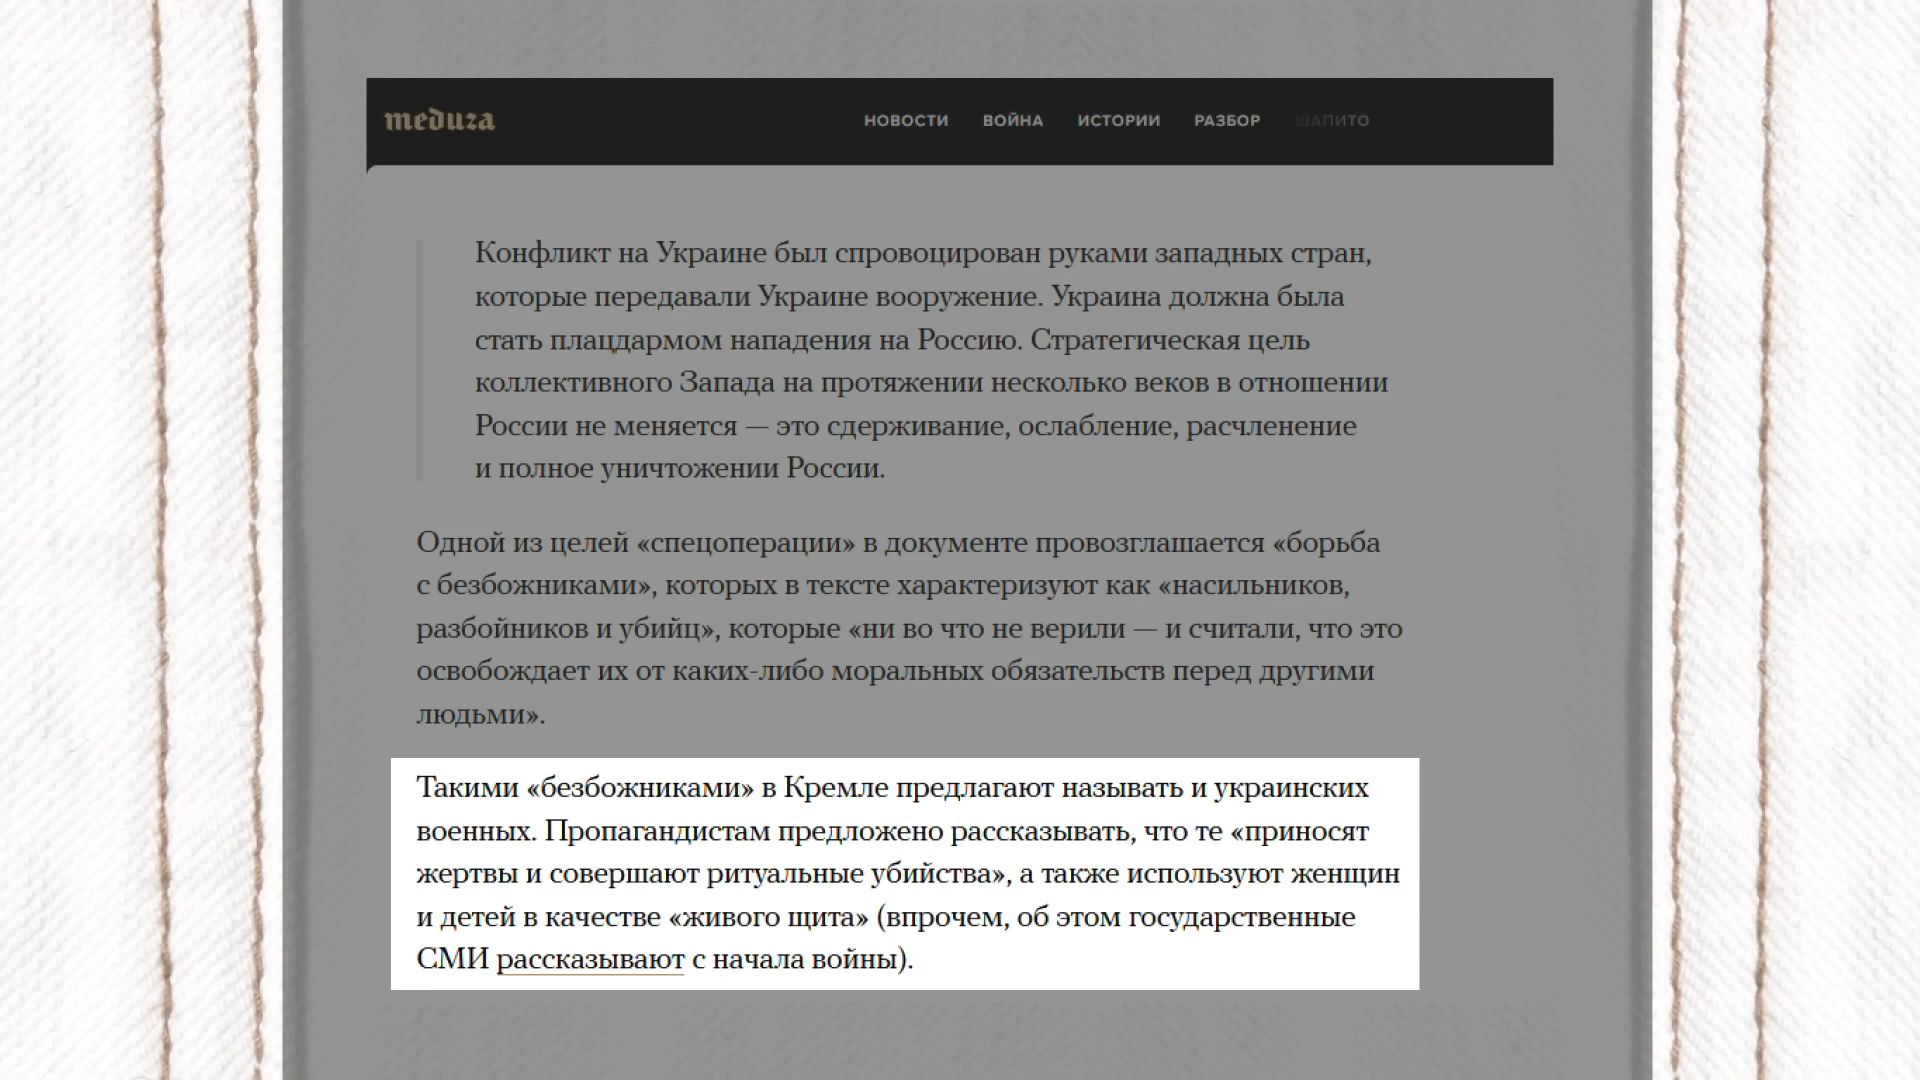 meduza
НОВОСТИ ВОЙНА ИСТОРИИ РАЗБОР ШАПИТО
Конфликт на Украине был спровоцирован руками западных стран,
которые передавали Украине вооружение. Украина должна была
стать плацдармом нападения на Россию. Стратегическая цель
коллективного Запада на протяжении несколько веков в отношении
России не меняется — это сдерживание, ослабление, расчленение
и полное уничтожении России.
Одной из целей «спецоперации» в документе провозглашается «борьба
с безбожниками», которых в тексте характеризуют как «насильников,
разбойников и убийц», которые «ни во что не верили — и считали, что это
освобождает их от каких-либо моральных обязательств перед другими
людьми».
Такими «безбожниками» в Кремле предлагают называть и украинских
военных. Пропагандистам предложено рассказывать, что те «приносят
жертвы и совершают ритуальные убийства», а также используют женщин
и детей в качестве «живого щита» (впрочем, об этом государственные
СМИ рассказывают с начала войны).